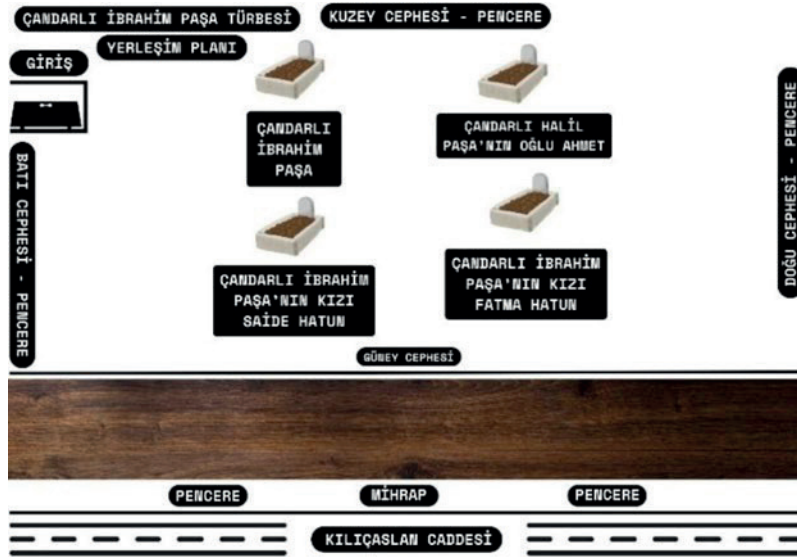 ÇANDARLI İBRAHİM PAŞA TÜRBESİ
YERLEŞİM PLANI
KUZEY CEPHESİ - PENCERE
GİRİŞ
BATI CEPHESİ - PENCERE
DOĞU CEPHESİ - PENCERE
ÇANDARLI
İBRAHİM
PAŞA
ÇANDARLI HALİL
PAŞA'NIN OĞLU AHMET
ÇANDARLI İBRAHİM
PAŞA'NIN KIZI
SAİDE HATUN
ÇANDARLI İBRAHİM
PAŞA'NIN KIZI
FATMA HATUN
GÜNEY CEPHESİ
PENCERE
MİHRAP
PENCERE
KILIÇASLAN CADDESİ